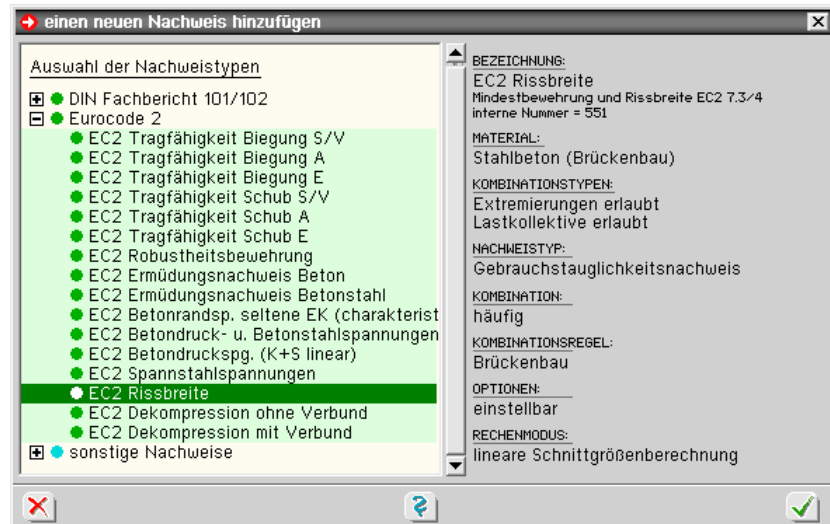 einen neuen Nachweis hinzufügen
Auswahl der Nachweistypen
DIN Fachbericht 101/102
Eurocode 2
EC2 Tragfähigkeit Biegung S/V
EC2 Tragfähigkeit Biegung A
EC2 Tragfähigkeit Biegung E
EC2 Tragfähigkeit Schub S/V
EC2 Tragfähigkeit Schub A
EC2 Tragfähigkeit Schub E
EC2 Robustheitsbewehrung
EC2 Ermüdungsnachweis Beton
EC2 Ermüdungsnachweis Betonstahl
EC2 Betonrandsp. seltene EK (charakterist
EC2 Betondruck- u. Betonstahlspannungen
EC2 Betondruckspg. (K+S linear)
EC2 Spannstahlspannungen
EC2 Rissbreite
EC2 Dekompression ohne Verbund
EC2 Dekompression mit Verbund
sonstige Nachweise
BEZEICHNUNG:
EC2 Rissbreite
Mindestbewehrung und Rissbreite EC2 7.3/4
interne Nummer = 551
MATERIAL:
Stahlbeton (Brückenbau)
KOMBINATIONSTYPEN:
Extremierungen erlaubt
Lastkollektive erlaubt
NACHWEISTYP:
Gebrauchstauglichkeitsnachweis
KOMBINATION:
häufig
KOMBINATIONSREGEL:
Brückenbau
OPTIONEN:
einstellbar
RECHENMODUS:
lineare Schnittgrößenberechnung